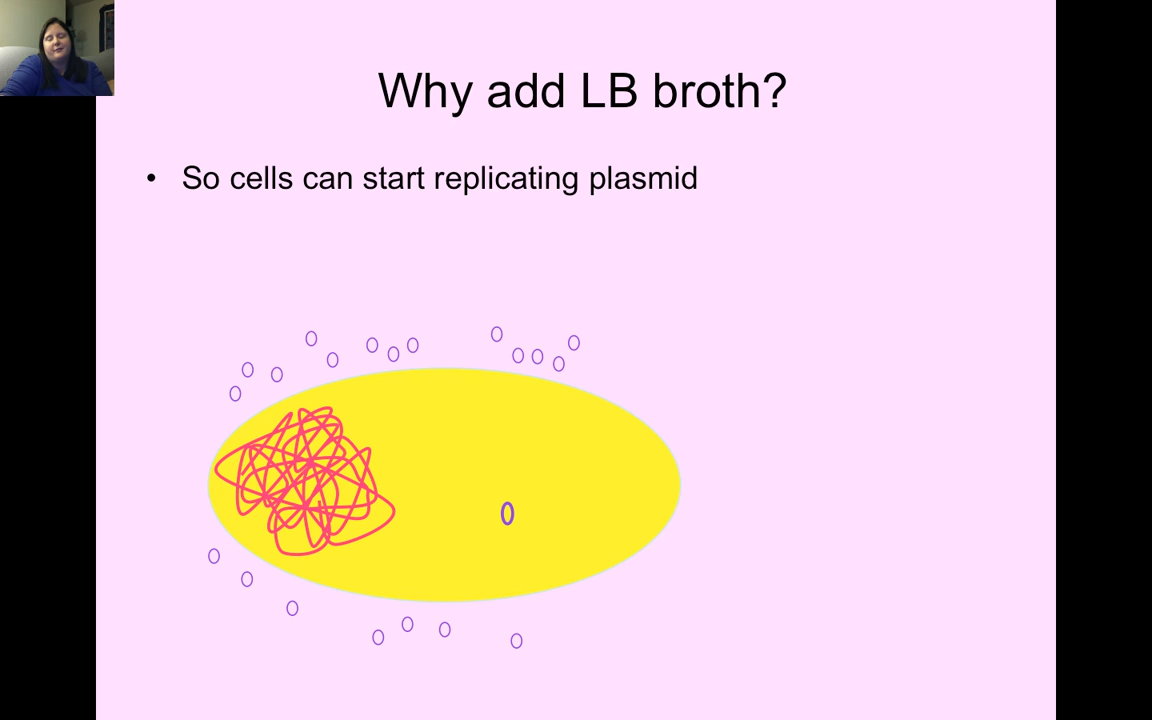 Why add LB broth?
• So cells can start replicating plasmid